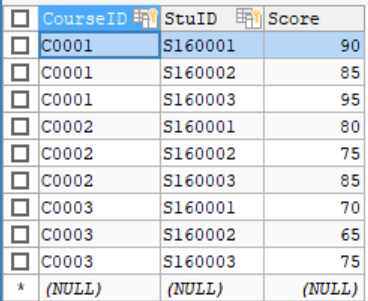 CourseID StuID Score
C0001 S160001 90
C0001 S160002 85
C0001 S160003 95
C0002 S160001 80
C0002 S160002 75
C0002 S160003 85
C0003 S160001 70
C0003 S160002 65
C0003 S160003 75
* (NULL) (NULL) (NULL)